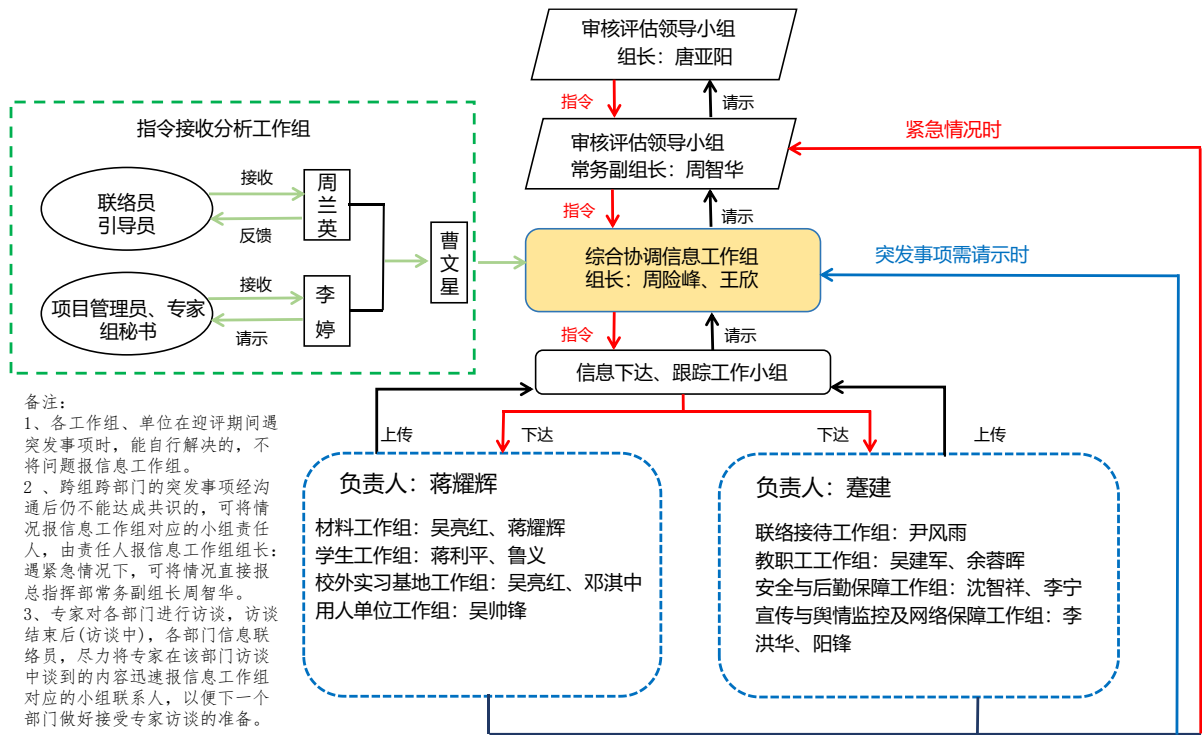 审核评估领导小组
组长：唐亚阳
指令
请示
审核评估领导小组
常务副组长：周智华
紧急情况时
指令
请示
综合协调信息工作组
组长：周险峰、王欣
突发事项需请示时
指令
请示
信息下达、跟踪工作小组
指令接收分析工作组
联络员
引导员
接收
反馈
周兰英
项目管理员、专家
组秘书
接收
请示
李婷
曹文星
上传
下达
下达
上传
负责人：蒋耀辉
材料工作组：吴亮红、蒋耀辉
学生工作组：蒋利平、鲁义
校外实习基地工作组：吴亮红、邓淇中
用人单位工作组：吴帅锋
负责人：蹇建
联络接待工作组：尹风雨
教职工工作组：吴建军、余蓉晖
安全与后勤保障工作组：沈智祥、李宁
宣传与舆情监控及网络保障工作组：李
洪华、阳锋
备注：
1、各工作组、单位在迎评期间遇
突发事项时，能自行解决的，不
将问题报信息工作组。
2 、跨组跨部门的突发事项经沟
通后仍不能达成共识的，可将情
况报信息工作组对应的小组责任
人，由责任人报信息工作组组长：
遇紧急情况下，可将情况直接报
总指挥部常务副组长周智华。
3、专家对各部门进行访谈，访谈
结束后(访谈中)，各部门信息联
络员，尽力将专家在该部门访谈
中谈到的内容迅速报信息工作组
对应的小组联系人，以便下一个
部门做好接受专家访谈的准备。